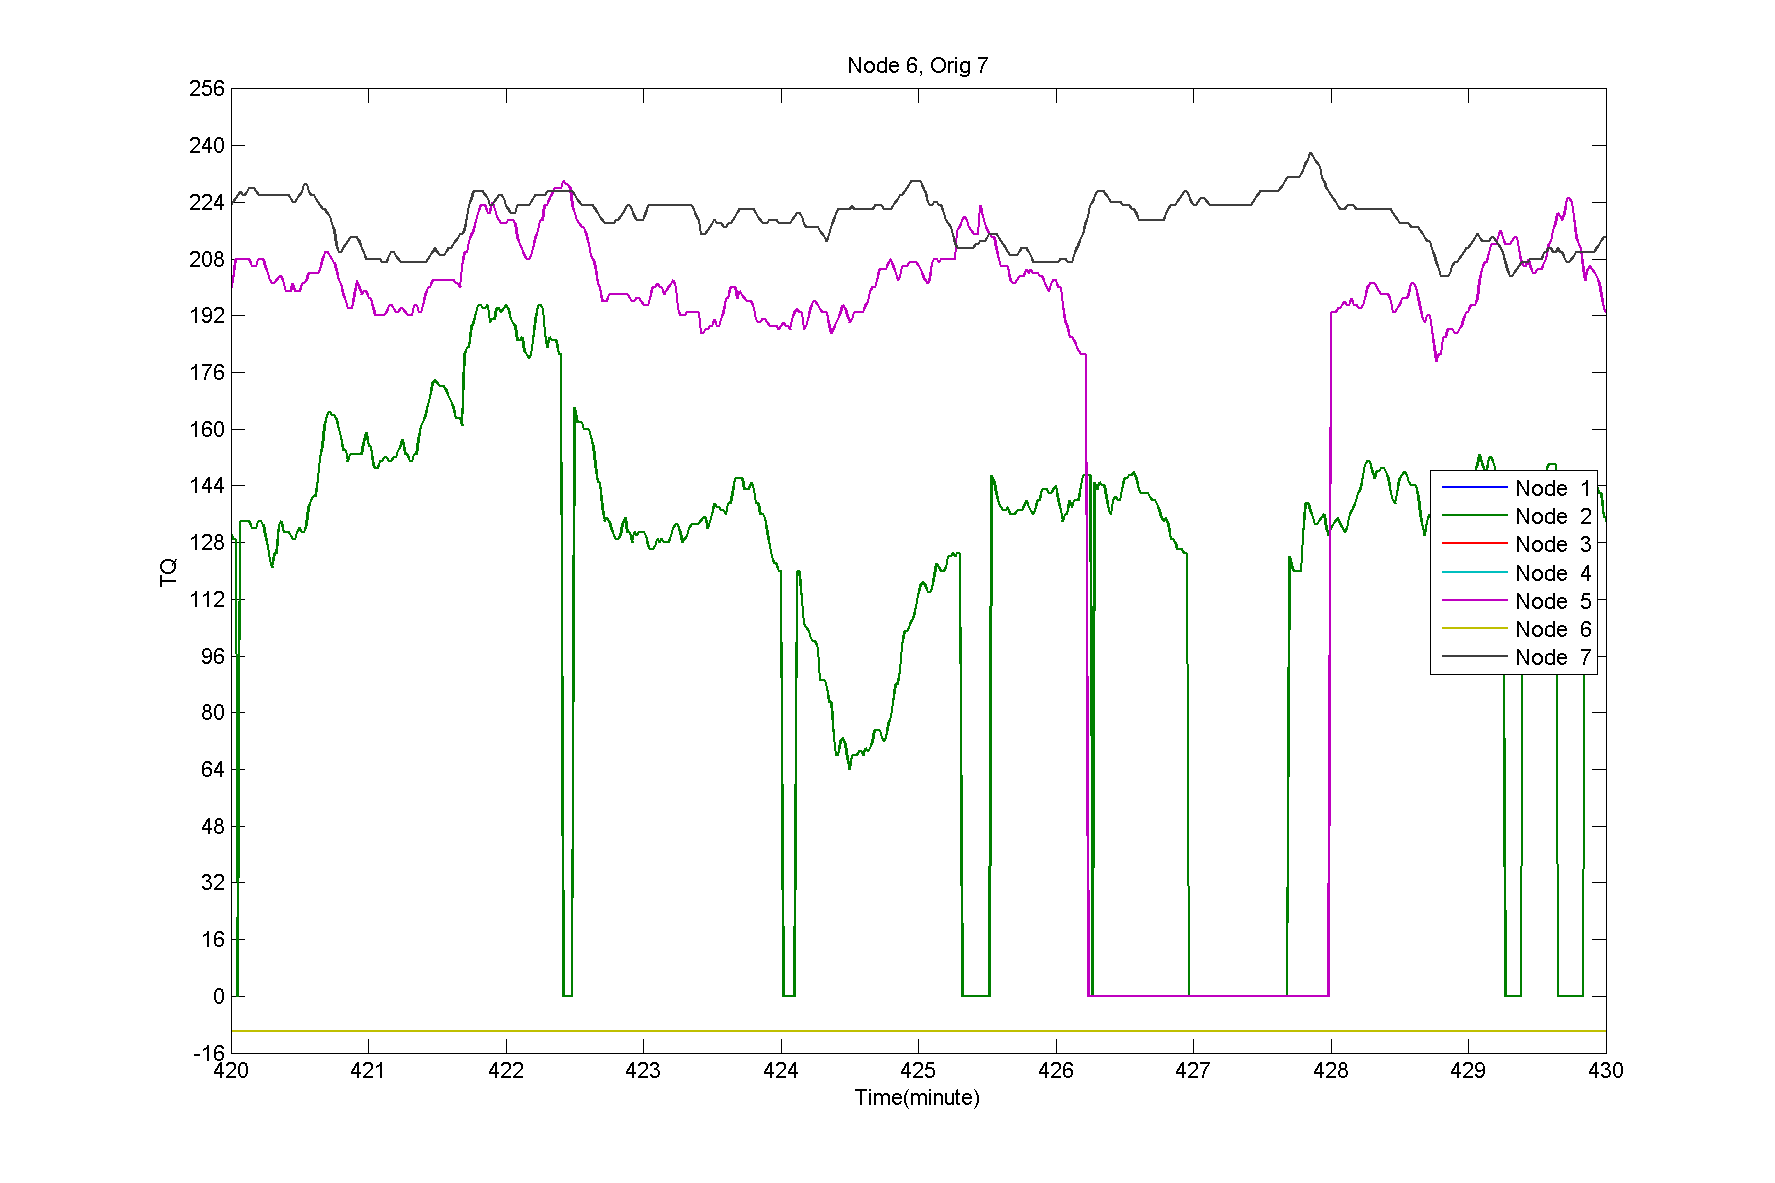 Node 6, Orig 7
256
240
224
208
192
176
160
144
128
112
96
80
64
48
32
16
0
-16
TQ
420 421 422 423 424 425 426 427 428 429 430
Time(minute)
Node 1
Node 2
Node 3
Node 4
Node 5
Node 6
Node 7